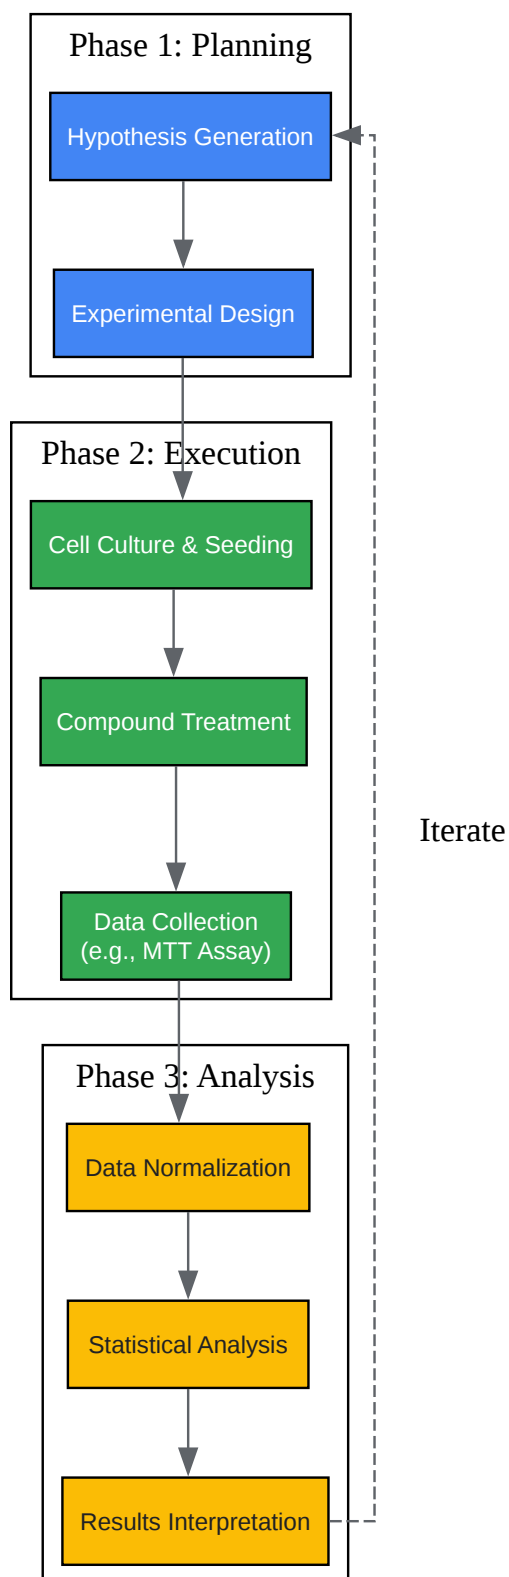 Phase 1: Planning
Hypothesis Generation
Experimental Design
Phase 2: Execution
Cell Culture & Seeding
Compound Treatment
Iterate
Data Collection
(e.g., MTT Assay)
Phase 3: Analysis
Data Normalization
Statistical Analysis
Results Interpretation